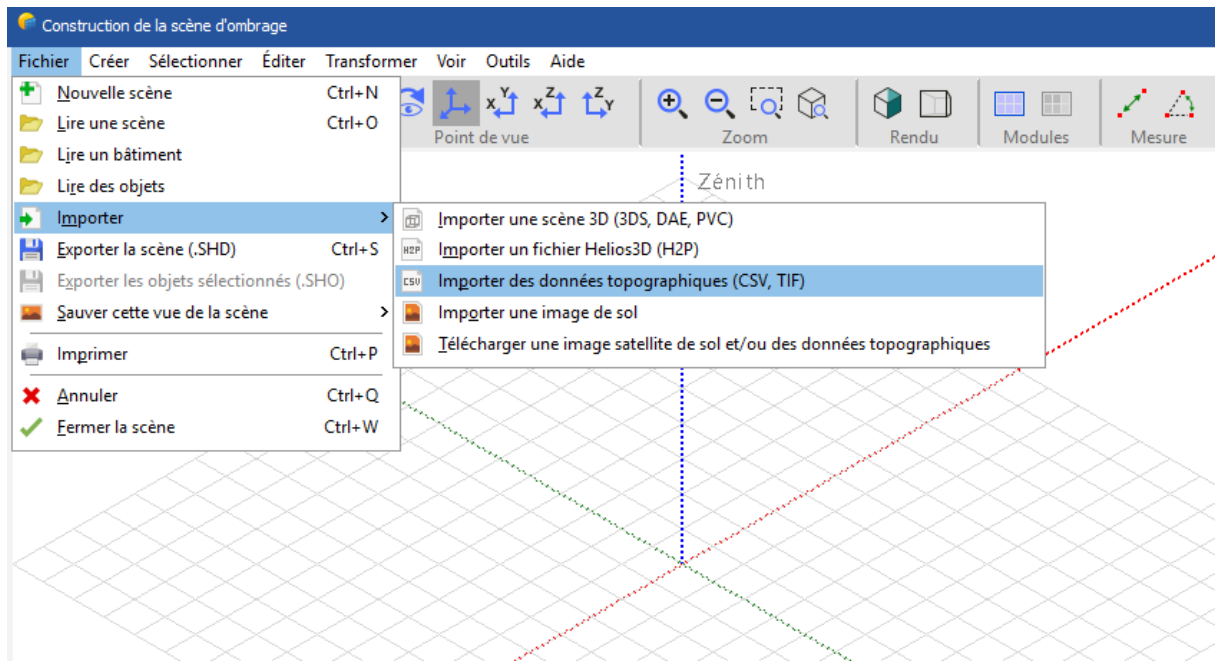 Construction de la scène d'ombrage
Fichier Créer Sélectionner Éditer Transformer Voir Outils Aide
Nouvelle scène Ctrl+N
Lire une scène Ctrl+O
Lire un bâtiment
Lire des objets
Importer
Exporter la scène (.SHD) Ctrl+S
Exporter les objets sélectionnés (.SHO)
Sauver cette vue de la scène
Imprimer Ctrl+P
Annuler Ctrl+Q
Fermer la scène Ctrl+W
X Y X Z Z Y
Point de vue Zoom Rendu Modules Mesure
Zénith
Importer une scène 3D (3DS, DAE, PVC)
H2P Importer un fichier Helios3D (H2P)
CSV Importer des données topographiques (CSV, TIF)
Importer une image de sol
Télécharger une image satellite de sol et/ou des données topographiques